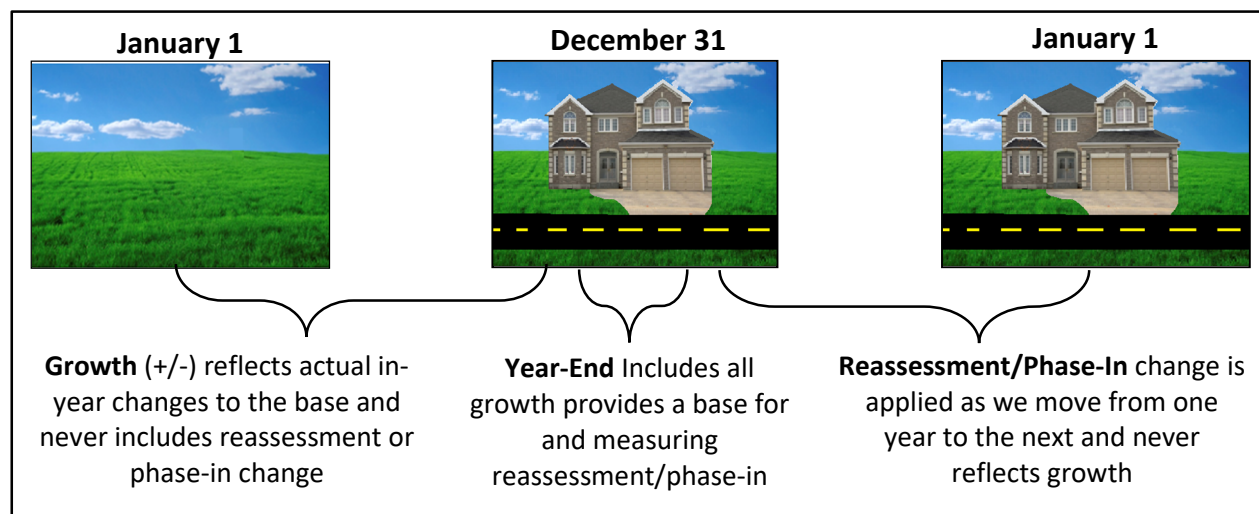 January 1
December 31
January 1
Growth (+/-) reflects actual in-
year changes to the base and
never includes reassessment or
phase-in change
Year-End Includes all
growth provides a base for
and measuring
reassessment/phase-in
Reassessment/Phase-In change is
applied as we move from one
year to the next and never
reflects growth